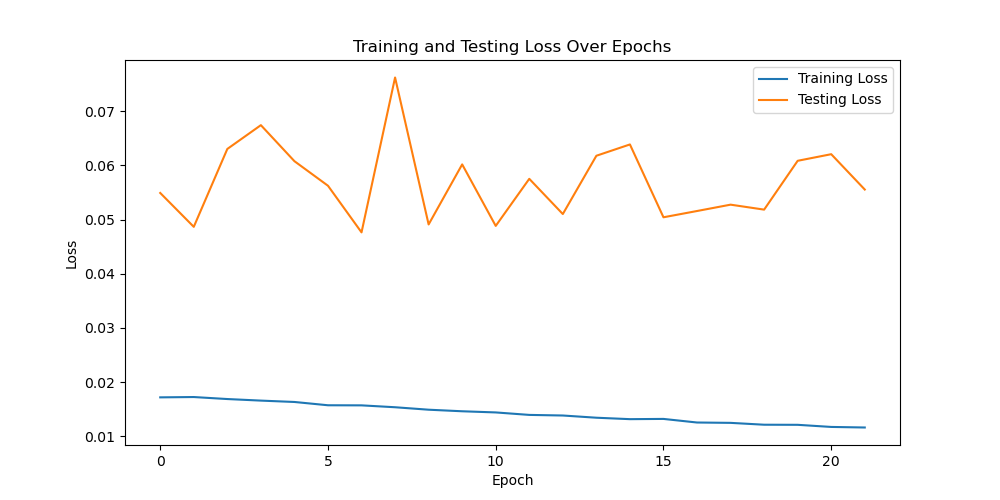 Training and Testing Loss Over Epochs
Training Loss
Testing Loss
0.07
0.06
0.05
0.04
0.03
0.02
0.01
Loss
0 5 10 15 20
Epoch